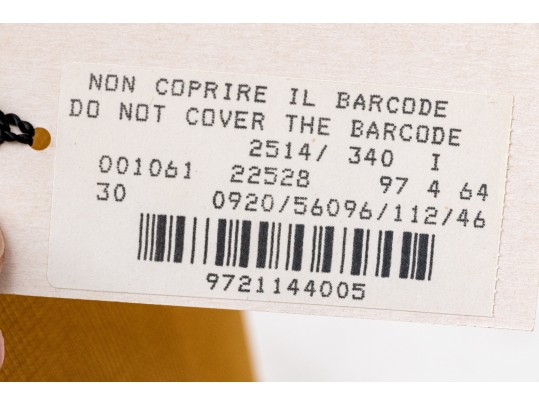 NON COPRIRE IL BARCODE
DO NOT COVER THE BARCODE
2514/ 340 I
001061 22528 97 4 64
30 0920/56096/112/46
9721144005